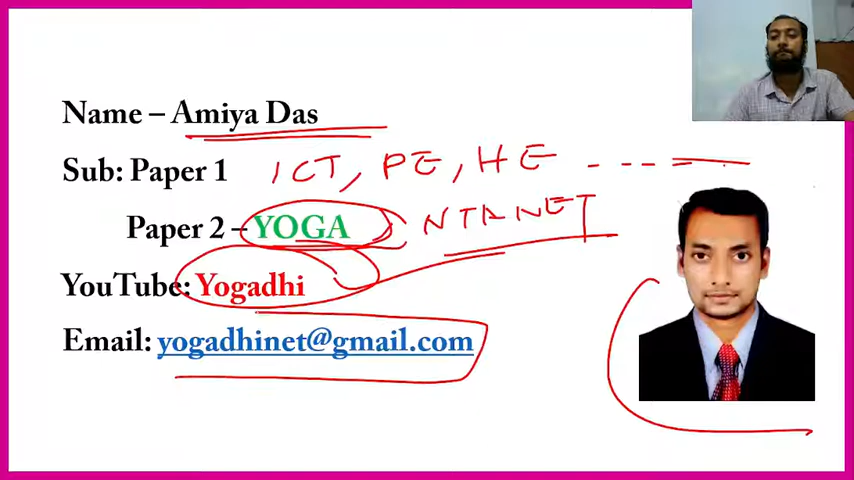 Name – Amiya Das
Sub: Paper 1 ICT, PE, HE
Paper 2 – YOGA NTA NET
YouTube: Yogadhi
Email: yogadhinet@gmail.com